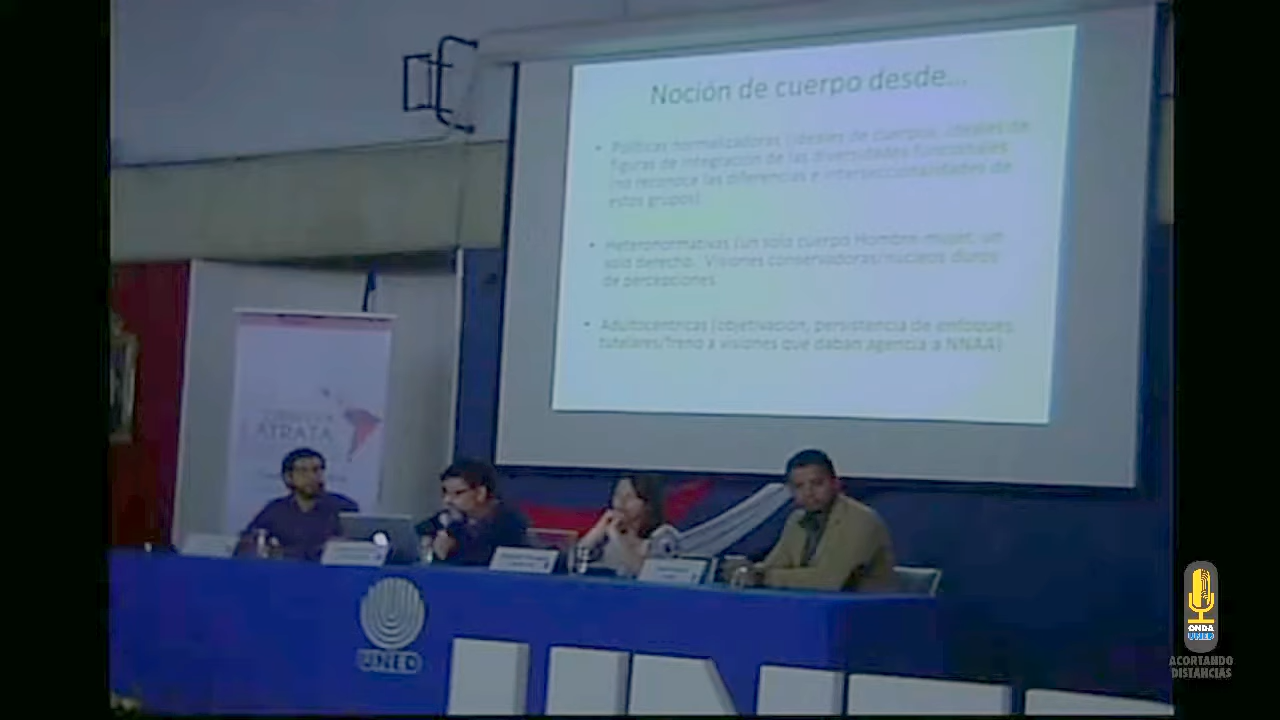 Noción de cuerpo desde...
• Políticas normalizadoras (ideales de cuerpos, ideales de
figuras de integración de las diversidades funcionales
(no reconoce las diferencias e interseccionalidades de
estos grupos)
• Heteronormativas (un solo cuerpo Hombre-mujer, un
solo derecho. Visiones conservadoras/núcleos duros
de percepciones
• Adultocéntricas (objetivación, persistencia de enfoques
tutelares/freno a visiones que daban agencia a NNAA)
ATRATA
UNED
ONDA
UNED
ACORTANDO
DISTANCIAS